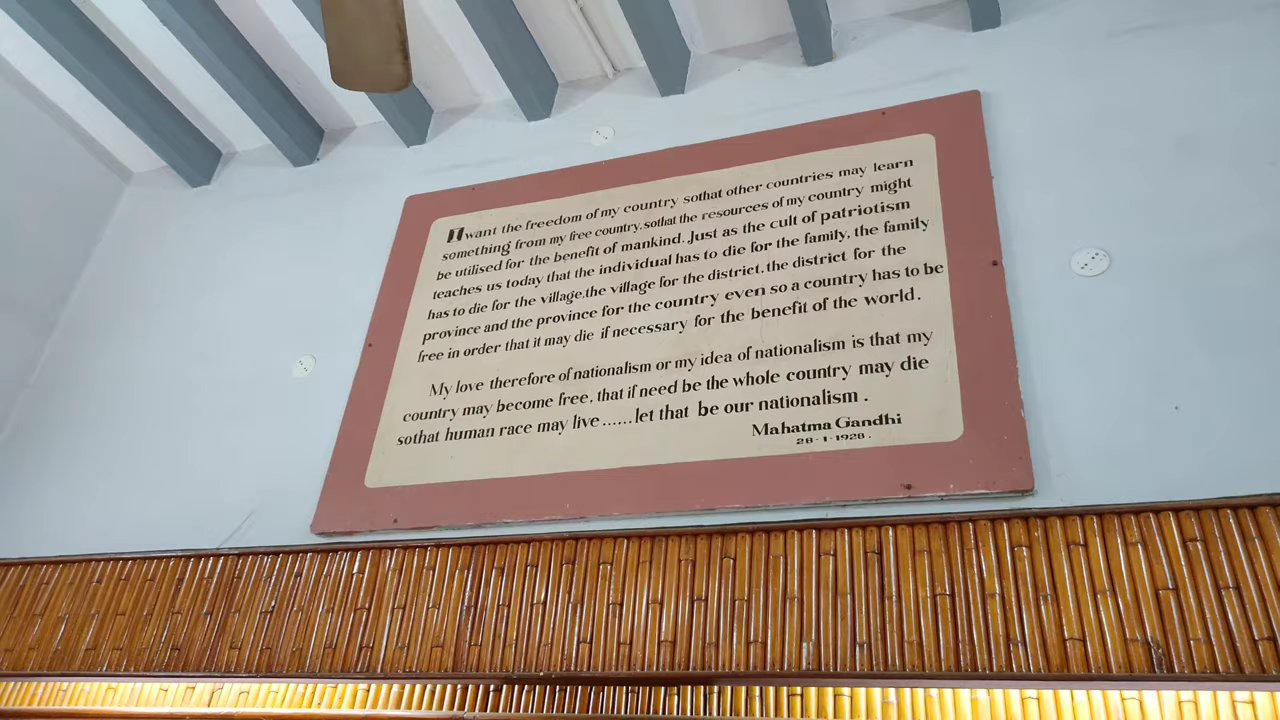 I want the freedom of my country sothat other countries may learn
something from my free country, sothat the resources of my country might
be utilised for the benefit of mankind. Just as the cult of patriotism
teaches us today that the individual has to die for the family, the family
has to die for the village, the village for the district, the district for the
province and the province for the country even so a country has to be
free in order that it may die if necessary for the benefit of the world.
My love therefore of nationalism or my idea of nationalism is that my
country may become free, that if need be the whole country may die
sothat human race may live ...... let that be our nationalism .
Mahatma Gandhi
28 - 1 - 1928 .